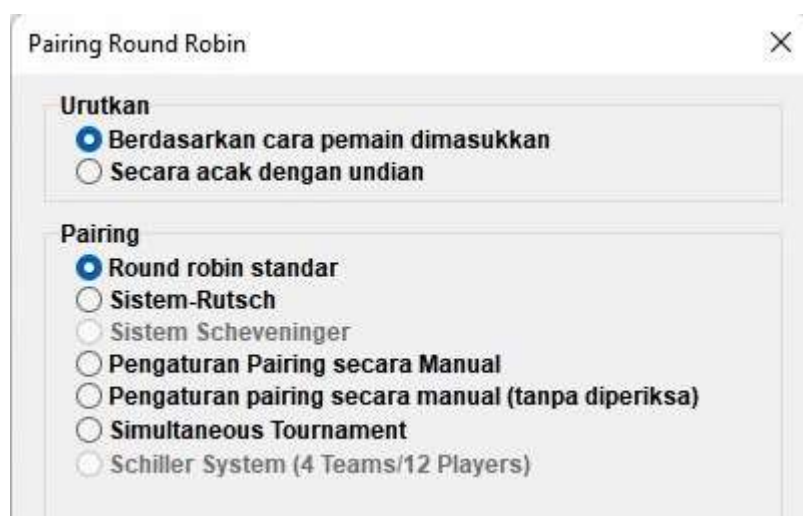 Pairing Round Robin
Urutkan
Berdasarkan cara pemain dimasukkan
Secara acak dengan undian
Pairing
Round robin standar
Sistem-Rutsch
Sistem Scheveninger
Pengaturan Pairing secara Manual
Pengaturan pairing secara manual (tanpa diperiksa)
Simultaneous Tournament
Schiller System (4 Teams/12 Players)